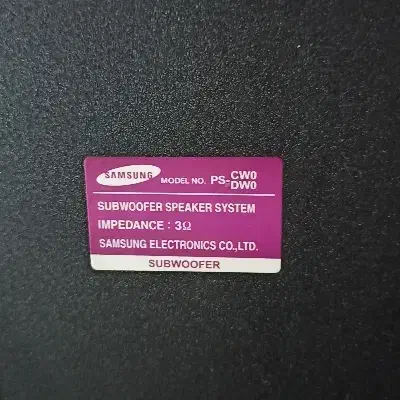 SAMSUNG MODEL NO. PS-CW0
DW0
SUBWOOFER SPEAKER SYSTEM
IMPEDANCE : 3Ω
SAMSUNG ELECTRONICS CO.,LTD.
SUBWOOFER